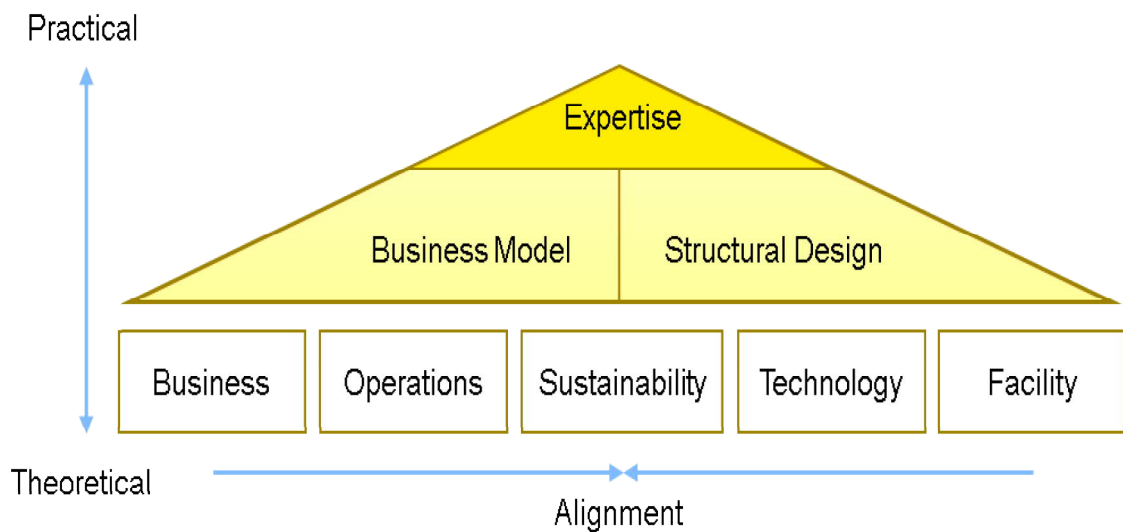 Practical
Expertise
Business Model
Structural Design
Business
Operations
Sustainability
Technology
Facility
Theoretical
Alignment